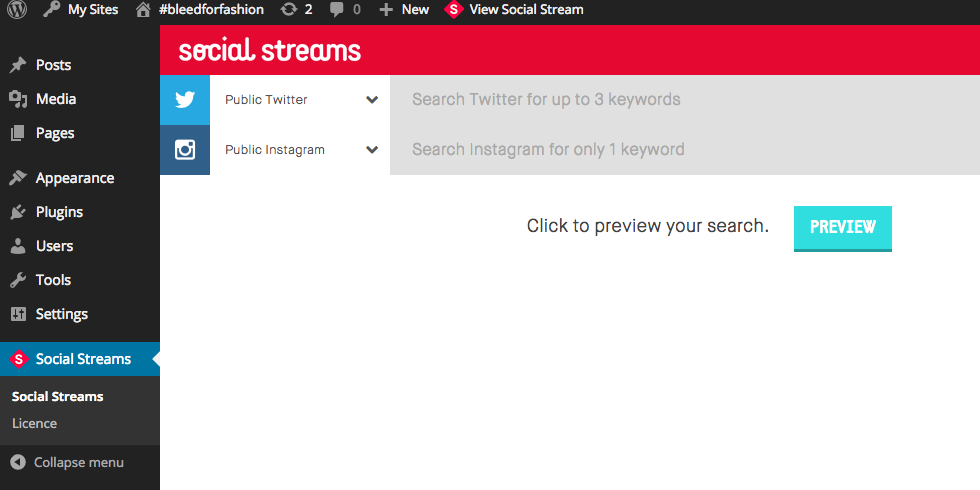 My Sites #bleedforfashion 2 0 New S View Social Stream
social streams
Posts
Media
Pages
Appearance
Plugins
Users
Tools
Settings
S Social Streams
Social Streams
Licence
Collapse menu
Public Twitter Search Twitter for up to 3 keywords
Public Instagram Search Instagram for only 1 keyword
Click to preview your search. PREVIEW